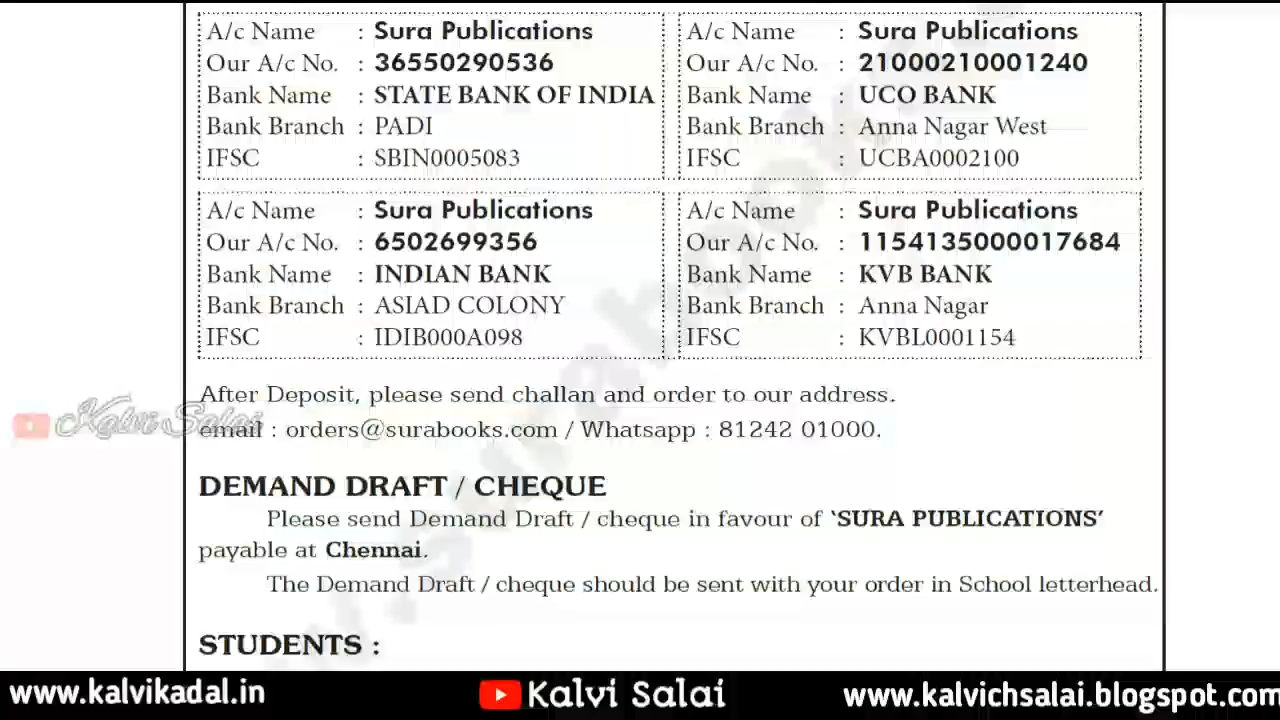 A/c Name : Sura Publications
Our A/c No. : 36550290536
Bank Name : STATE BANK OF INDIA
Bank Branch : PADI
IFSC : SBIN0005083
A/c Name : Sura Publications
Our A/c No. : 21000210001240
Bank Name : UCO BANK
Bank Branch : Anna Nagar West
IFSC : UCBA0002100
A/c Name : Sura Publications
Our A/c No. : 6502699356
Bank Name : INDIAN BANK
Bank Branch : ASIAD COLONY
IFSC : IDIB000A098
A/c Name : Sura Publications
Our A/c No. : 1154135000017684
Bank Name : KVB BANK
Bank Branch : Anna Nagar
IFSC : KVBL0001154
After Deposit, please send challan and order to our address.
Kalvi Salai
email : orders@surabooks.com / Whatsapp : 81242 01000.
DEMAND DRAFT / CHEQUE
Please send Demand Draft / cheque in favour of ‘SURA PUBLICATIONS’
payable at Chennai.
The Demand Draft / cheque should be sent with your order in School letterhead.
STUDENTS :
www.kalvikadal.in
Kalvi Salai
www.kalvichsalai.blogspot.com